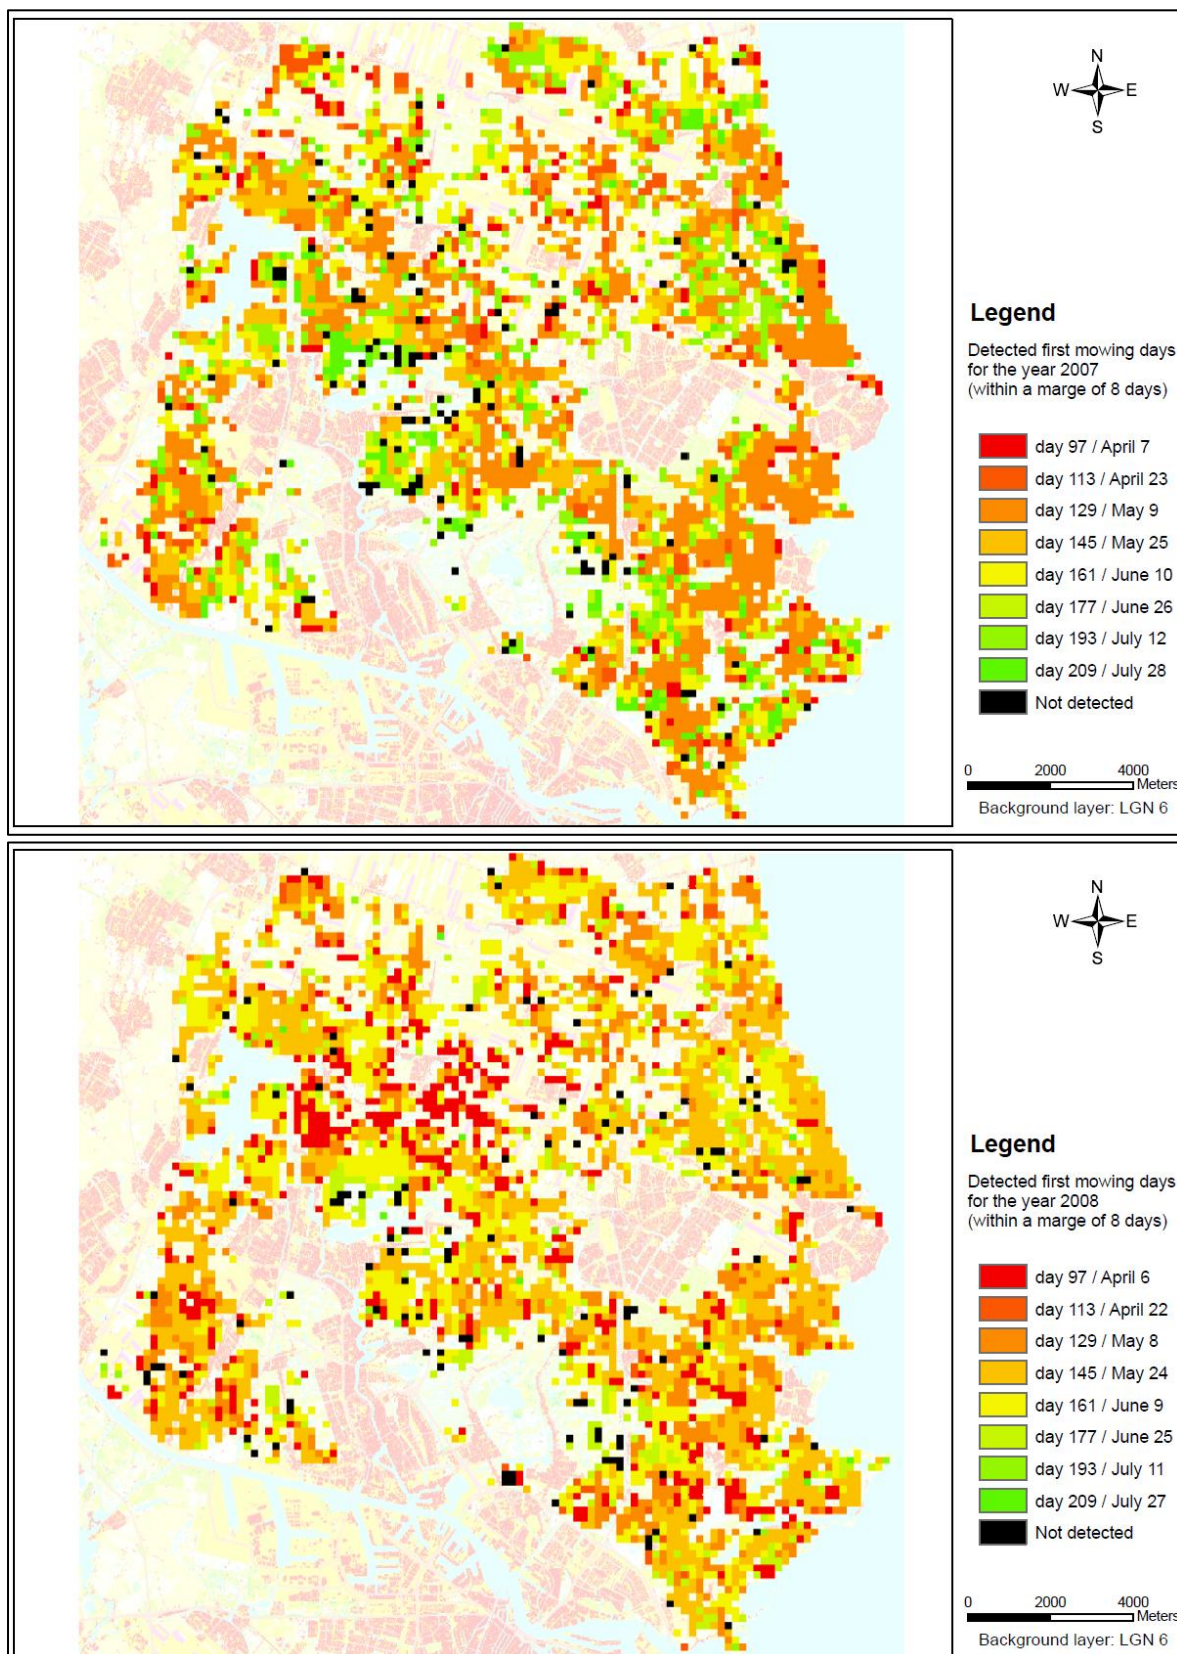 N
W E
S
Legend
Detected first mowing days
for the year 2007
(within a marge of 8 days)
day 97 / April 7
day 113 / April 23
day 129 / May 9
day 145 / May 25
day 161 / June 10
day 177 / June 26
day 193 / July 12
day 209 / July 28
Not detected
0 2000 4000
Meters
Background layer: LGN 6
N
W E
S
Legend
Detected first mowing days
for the year 2008
(within a marge of 8 days)
day 97 / April 6
day 113 / April 22
day 129 / May 8
day 145 / May 24
day 161 / June 9
day 177 / June 25
day 193 / July 11
day 209 / July 27
Not detected
0 2000 4000
Meters
Background layer: LGN 6